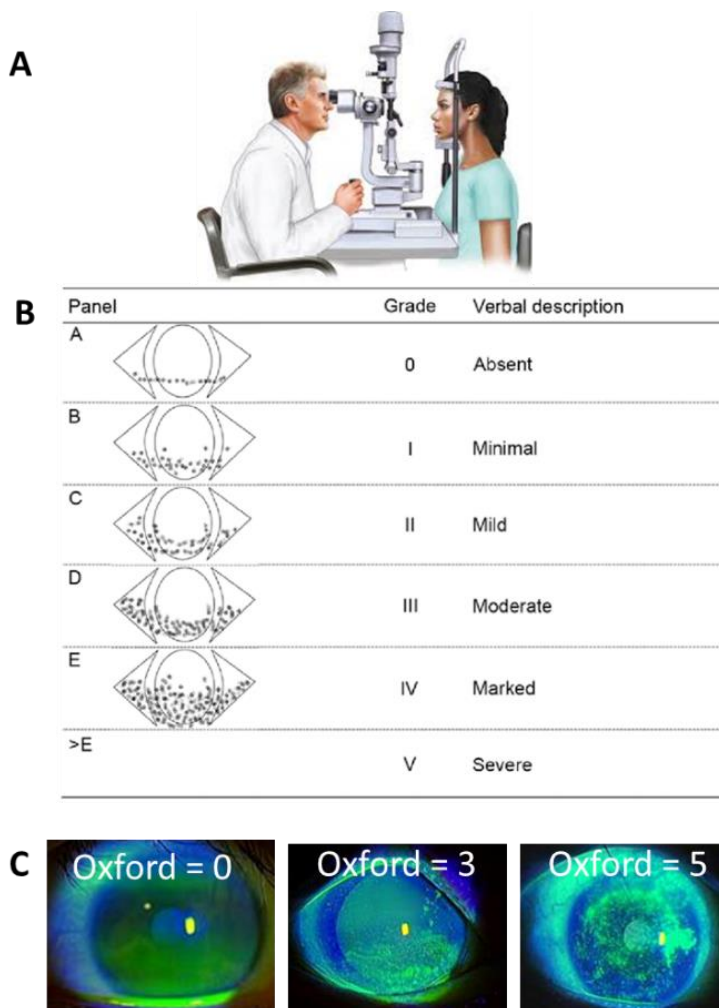 A
B
Panel Grade Verbal description
A
0 Absent
B
I Minimal
C
II Mild
D
III Moderate
E
IV Marked
>E
V Severe
C
Oxford = 0 Oxford = 3 Oxford = 5